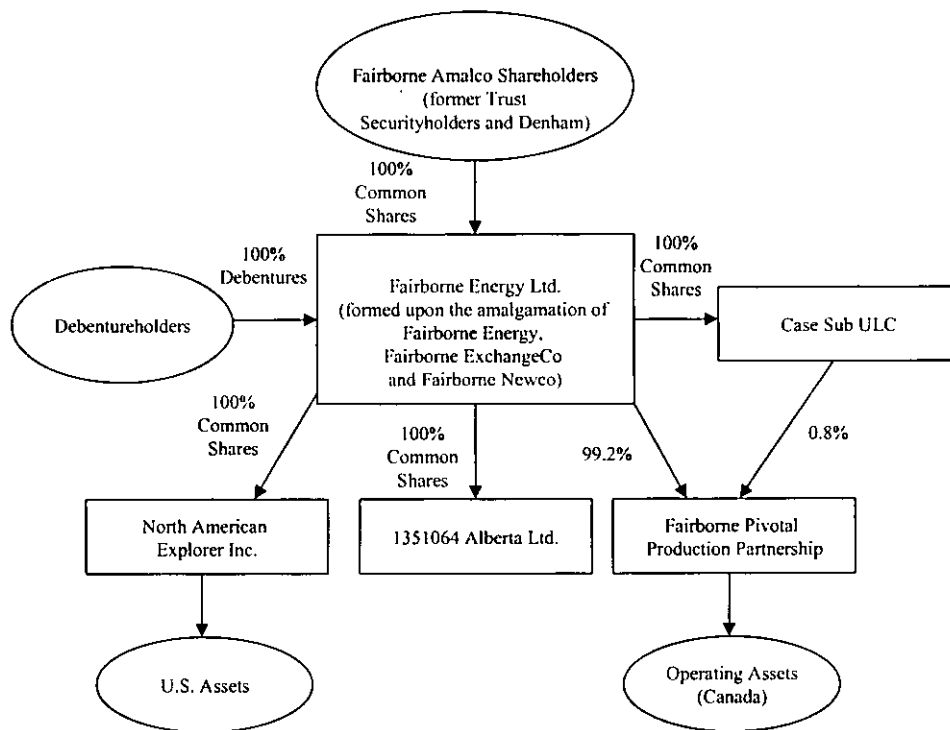 Fairborne Amalco Shareholders
(former Trust
Securityholders and Denham)
100%
Common
Shares
100%
Debentures
100%
Common
Shares
Debentureholders
Fairborne Energy Ltd.
(formed upon the amalgamation of
Fairborne Energy,
Fairborne ExchangeCo
and Fairborne Newco)
Case Sub ULC
100%
Common
Shares
100%
Common
Shares
99.2%
0.8%
North American
Explorer Inc.
1351064 Alberta Ltd.
Fairborne Pivotal
Production Partnership
U.S. Assets
Operating Assets
(Canada)